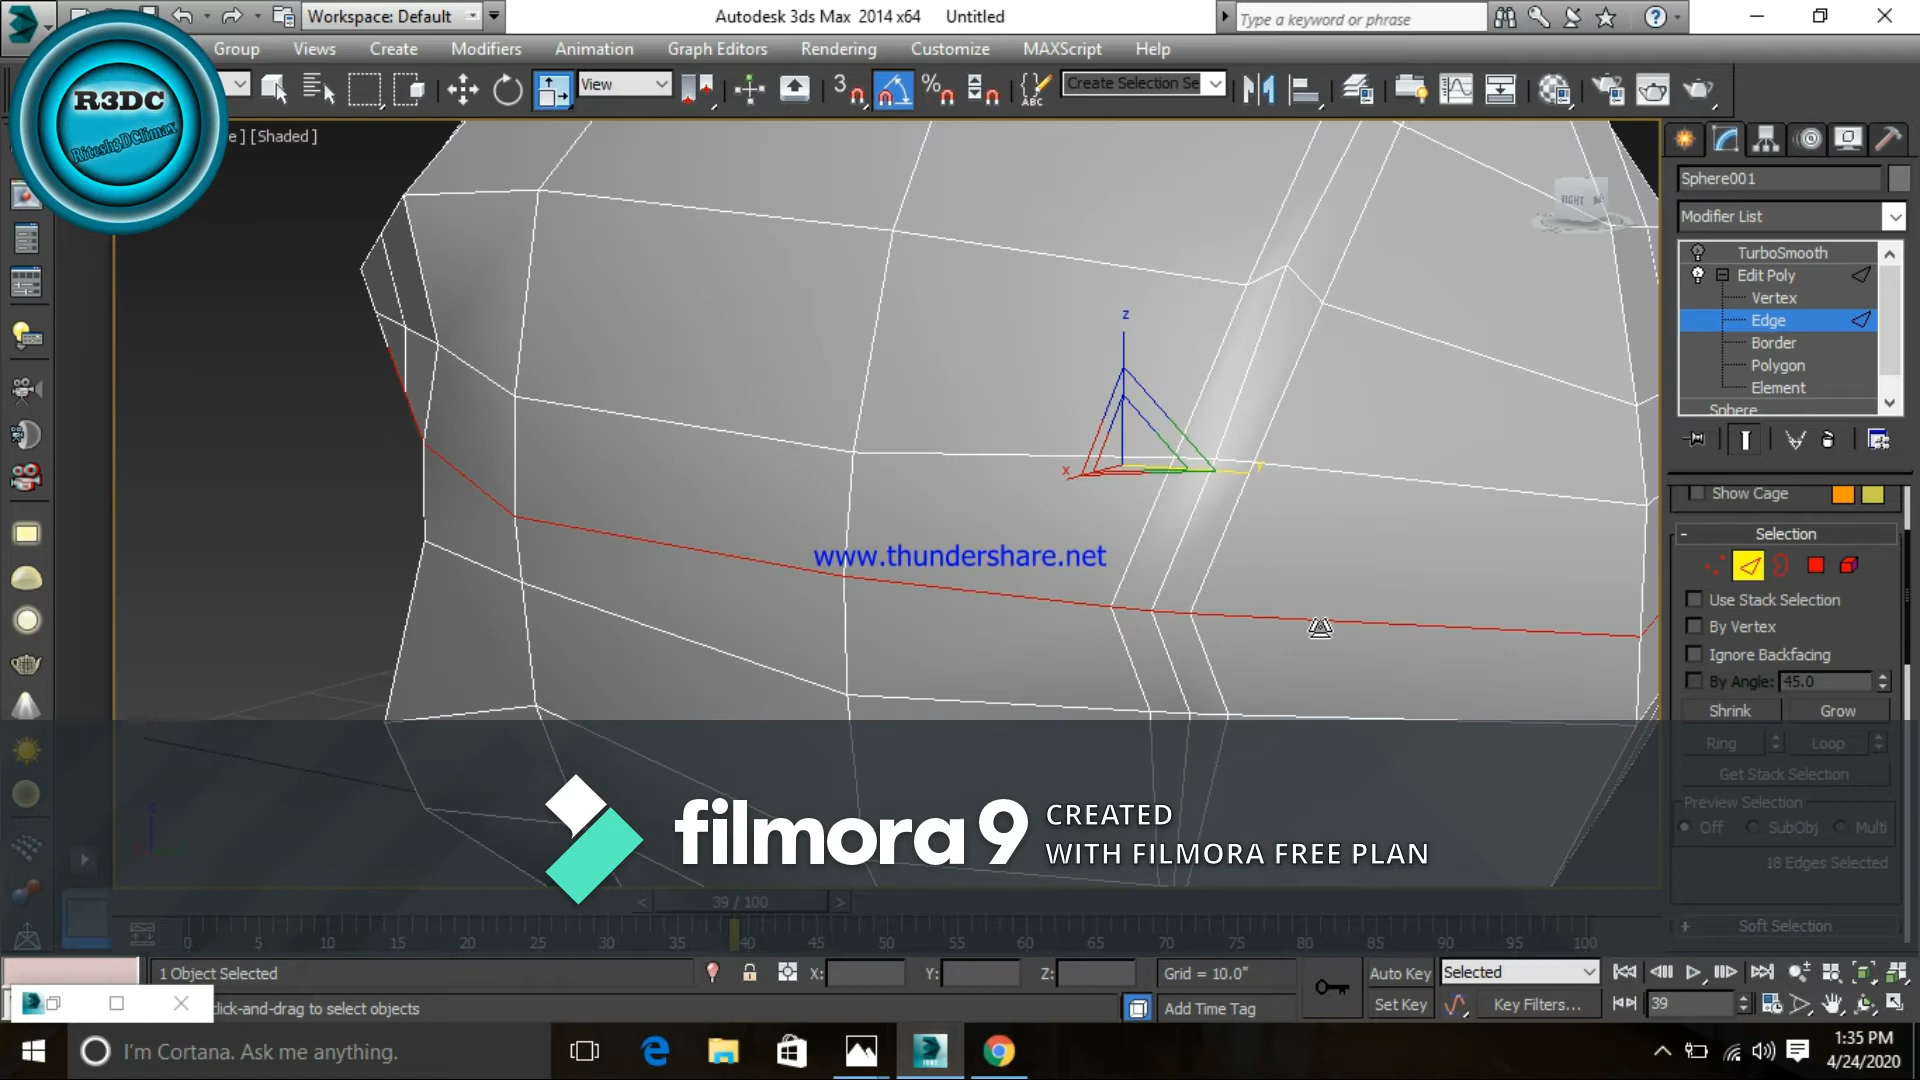 Workspace: Default
Autodesk 3ds Max 2014 x64 Untitled
Type a keyword or phrase
Group Views Create Modifiers Animation Graph Editors Rendering Customize MAXScript Help
R3DC
Ritesh3DClimax
View
3
%
ABC
Create Selection Se
e ] [Shaded ]
RIGHT
Sphere001
Modifier List
TurboSmooth
Edit Poly
Vertex
Edge
Border
Polygon
Element
Sphere
z
x
Y
www.thundershare.net
Show Cage
- Selection
Use Stack Selection
By Vertex
Ignore Backfacing
By Angle: 45.0
Shrink Grow
Ring Loop
Get Stack Selection
Preview Selection
Off SubObj Multi
18 Edges Selected
+ Soft Selection
filmora 9 CREATED
WITH FILMORA FREE PLAN
< 39 / 100 >
0 5 10 15 20 25 30 35 40 45 50 55 60 65 70 75 80 85 90 95 100
1 Object Selected
X: Y: Z:
Grid = 10.0"
Auto Key Selected
click-and-drag to select objects
Add Time Tag
Set Key Key Filters...
39
I'm Cortana. Ask me anything.
1:35 PM
4/24/2020